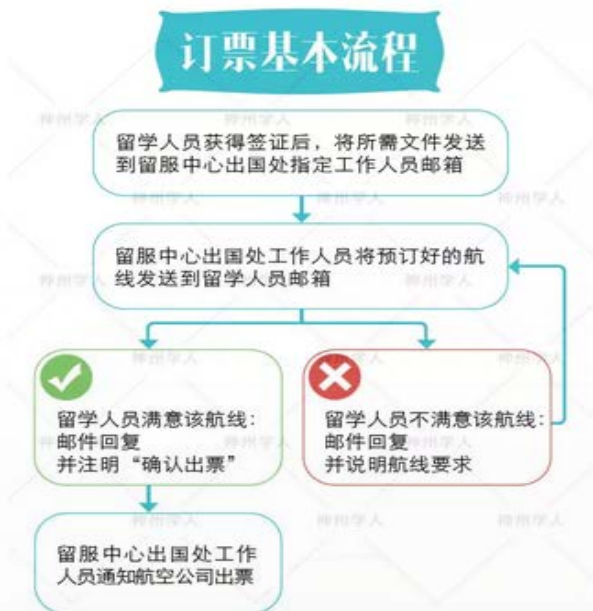 订票基本流程
留学人员获得签证后，将所需文件发送
到留服中心出国处指定工作人员邮箱
留服中心出国处工作人员将预订好的航
线发送到留学人员邮箱
留学人员满意该航线：
邮件回复
并注明“确认出票”
留学人员不满意该航线：
邮件回复
并说明航线要求
留服中心出国处工作
人员通知航空公司出票
神州学人